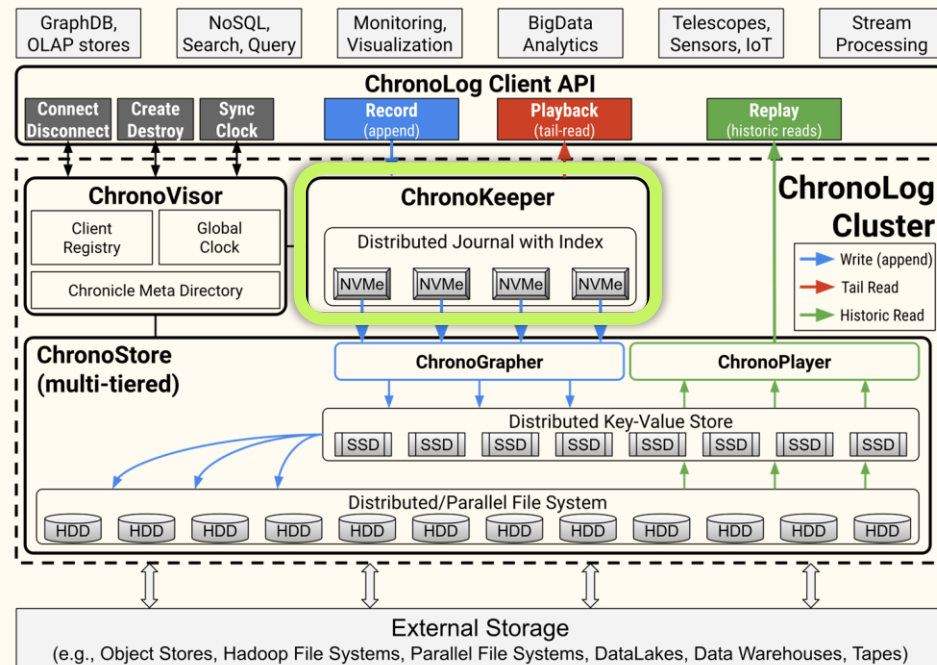 GraphDB,
OLAP stores
NoSQL,
Search, Query
Monitoring,
Visualization
BigData
Analytics
Telescopes,
Sensors, IoT
Stream
Processing
ChronoLog Client API
Connect
Disconnect
Create
Destroy
Sync
Clock
Record
(append)
Playback
(tail-read)
Replay
(historic reads)
ChronoVisor
Client
Registry
Global
Clock
Chronicle Meta Directory
ChronoKeeper
Distributed Journal with Index
NVMe
NVMe
NVMe
NVMe
ChronoLog
Cluster
Write (append)
Tail Read
Historic Read
ChronoStore
(multi-tiered)
ChronoGrapher
ChronoPlayer
Distributed Key-Value Store
SSD
SSD
SSD
SSD
SSD
SSD
SSD
SSD
Distributed/Parallel File System
HDD
HDD
HDD
HDD
HDD
HDD
HDD
HDD
HDD
HDD
HDD
HDD
External Storage
(e.g., Object Stores, Hadoop File Systems, Parallel File Systems, DataLakes, Data Warehouses, Tapes)